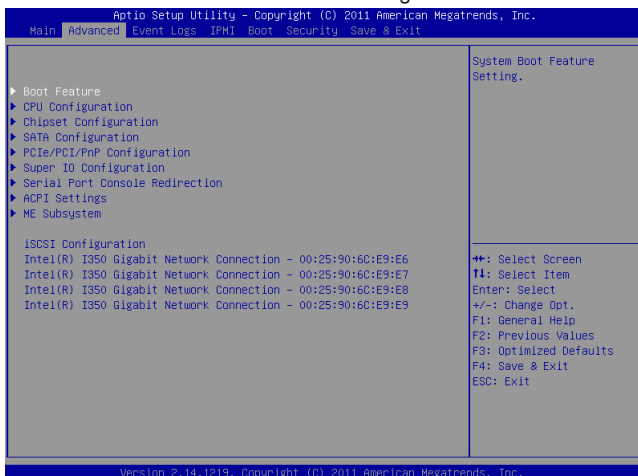 Aptio Setup Utility – Copyright (C) 2011 American Megatrends, Inc.
Main Advanced Event Logs IPMI Boot Security Save & Exit
System Boot Feature
Setting.
Boot Feature
CPU Configuration
Chipset Configuration
SATA Configuration
PCIe/PCI/PnP Configuration
Super IO Configuration
Serial Port Console Redirection
ACPI Settings
ME Subsystem
iSCSI Configuration
Intel(R) I350 Gigabit Network Connection – 00:25:90:6C:E9:E6
Intel(R) I350 Gigabit Network Connection – 00:25:90:6C:E9:E7
Intel(R) I350 Gigabit Network Connection – 00:25:90:6C:E9:E8
Intel(R) I350 Gigabit Network Connection – 00:25:90:6C:E9:E9
→←: Select Screen
↑↓: Select Item
Enter: Select
+/-: Change Opt.
F1: General Help
F2: Previous Values
F3: Optimized Defaults
F4: Save & Exit
ESC: Exit
Version 2.14.1219. Copyright (C) 2011 American Megatrends, Inc.